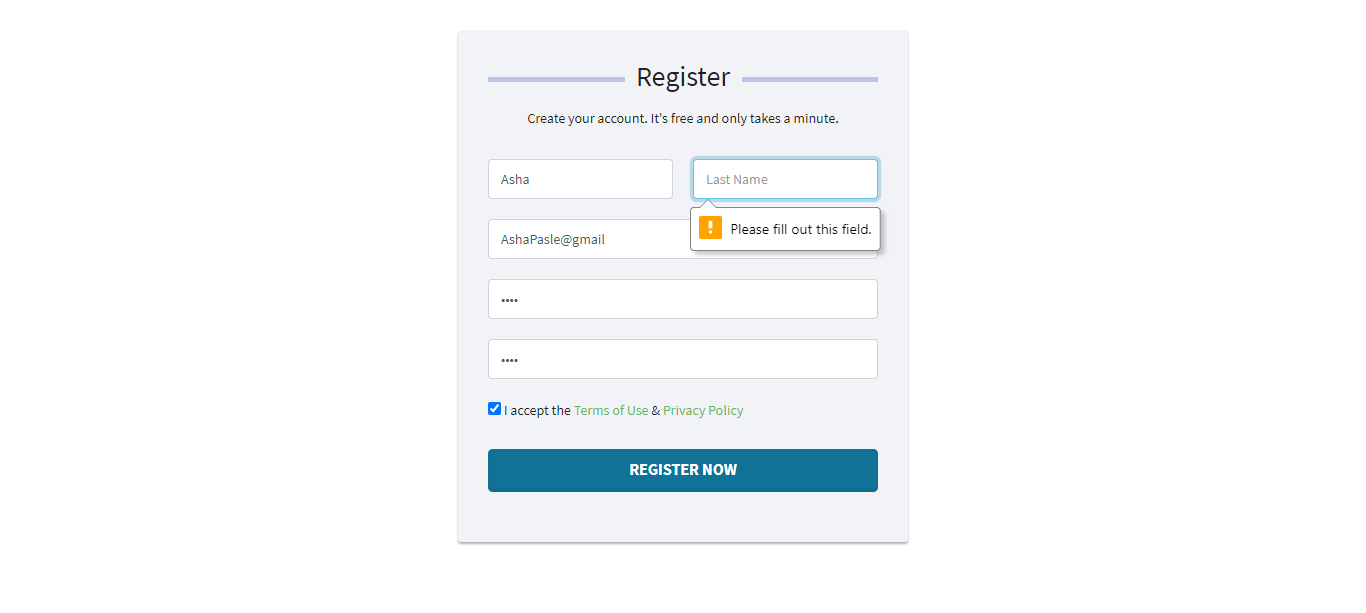 Register
Create your account. It's free and only takes a minute.
Asha
Last Name
Please fill out this field.
AshaPasle@gmail
••••
••••
I accept the Terms of Use & Privacy Policy
REGISTER NOW